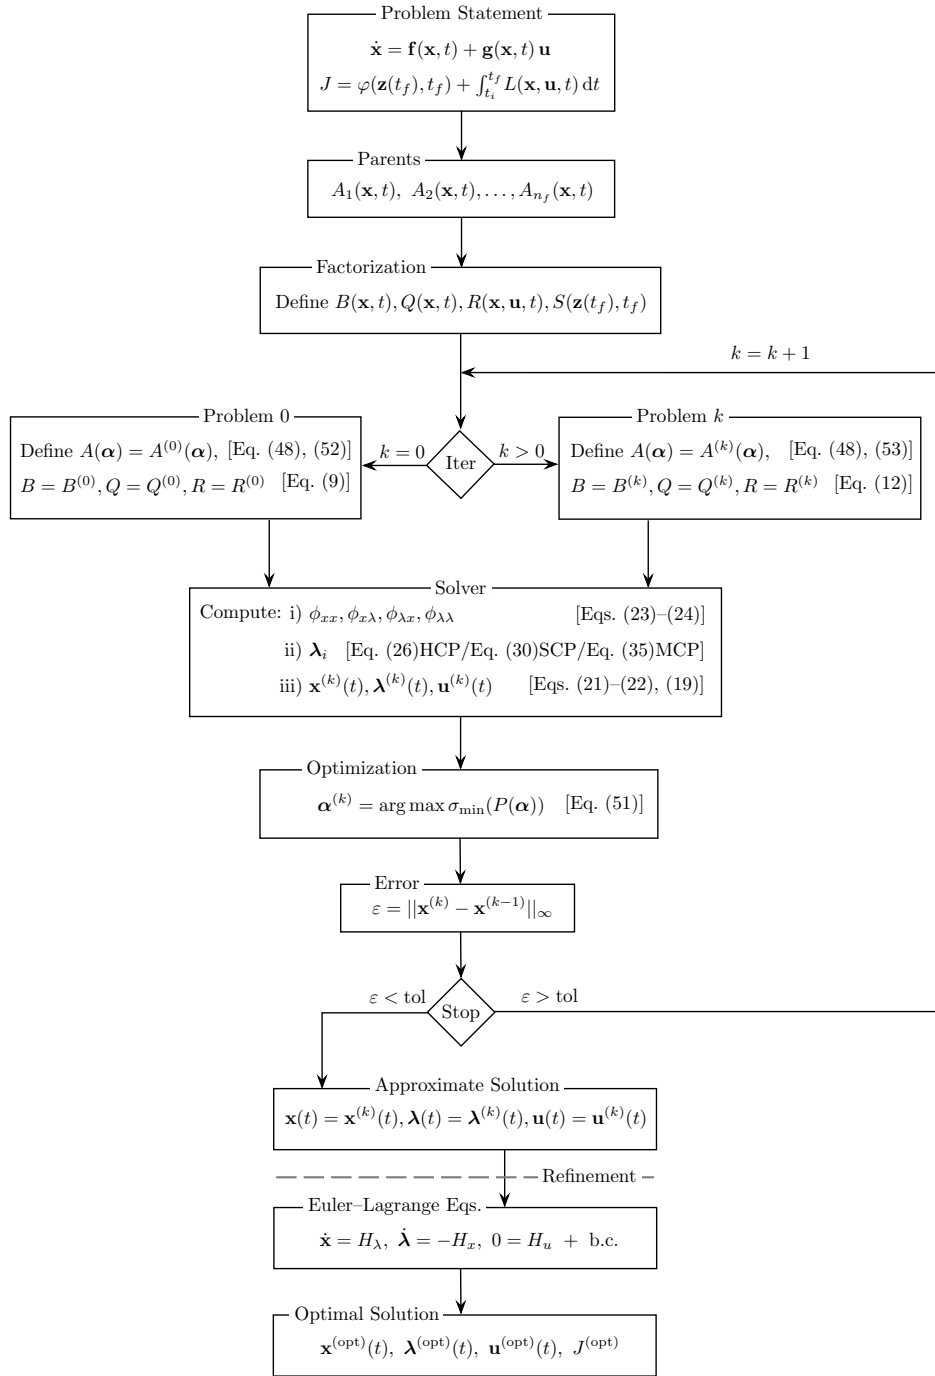 Problem Statement
ẋ = f(x, t) + g(x, t) u
J = φ(z(t_f), t_f) + ∫_{t_i}^{t_f} L(x, u, t) dt
Parents
A_1(x, t), A_2(x, t), . . . , A_{n_f}(x, t)
Factorization
Define B(x, t), Q(x, t), R(x, u, t), S(z(t_f), t_f)
k = k + 1
Problem 0
Define A(α) = A^{(0)}(α), [Eq. (48), (52)]
B = B^{(0)}, Q = Q^{(0)}, R = R^{(0)} [Eq. (9)]
k = 0
Iter
k > 0
Problem k
Define A(α) = A^{(k)}(α), [Eq. (48), (53)]
B = B^{(k)}, Q = Q^{(k)}, R = R^{(k)} [Eq. (12)]
Solver
Compute: i) ϕ_{xx}, ϕ_{xλ}, ϕ_{λx}, ϕ_{λλ} [Eqs. (23)–(24)]
ii) λ_i [Eq. (26)HCP/Eq. (30)SCP/Eq. (35)MCP]
iii) x^{(k)}(t), λ^{(k)}(t), u^{(k)}(t) [Eqs. (21)–(22), (19)]
Optimization
α^{(k)} = arg max σ_{min}(P(α)) [Eq. (51)]
Error
ε = ||x^{(k)} − x^{(k−1)}||_∞
ε < tol
Stop
ε > tol
Approximate Solution
x(t) = x^{(k)}(t), λ(t) = λ^{(k)}(t), u(t) = u^{(k)}(t)
Refinement
Euler–Lagrange Eqs.
ẋ = H_λ, λ̇ = −H_x, 0 = H_u + b.c.
Optimal Solution
x^{(opt)}(t), λ^{(opt)}(t), u^{(opt)}(t), J^{(opt)}